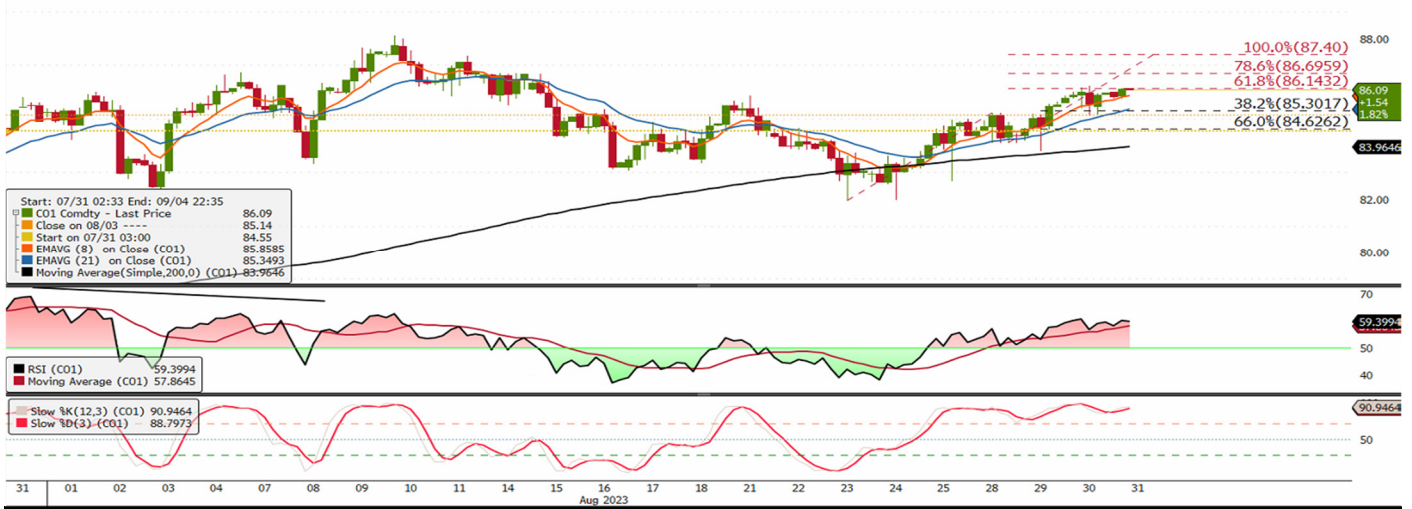 88.00
100.0%(87.40)
78.6%(86.6959)
61.8%(86.1432)
86.09
+1.54
1.82%
38.2%(85.3017)
66.0%(84.6262)
83.9646
82.00
80.00
Start: 07/31 02:33 End: 09/04 22:35
CO1 Comdty - Last Price 86.09
Close on 08/03 ---- 85.14
Start on 07/31 03:00 84.55
EMAVG (8) on Close (CO1) 85.8585
EMAVG (21) on Close (CO1) 85.3493
Moving Average(Simple,200,0) (CO1) 83.9646
70
59.3994
50
40
RSI (CO1) 59.3994
Moving Average (CO1) 57.8645
Slow %K(12,3) (CO1) 90.9464
Slow %D(3) (CO1) 88.7973
90.9464
50
31 01 02 03 04 07 08 09 10 11 14 15 16 17 18 21 22 23 24 25 28 29 30 31
Aug 2023